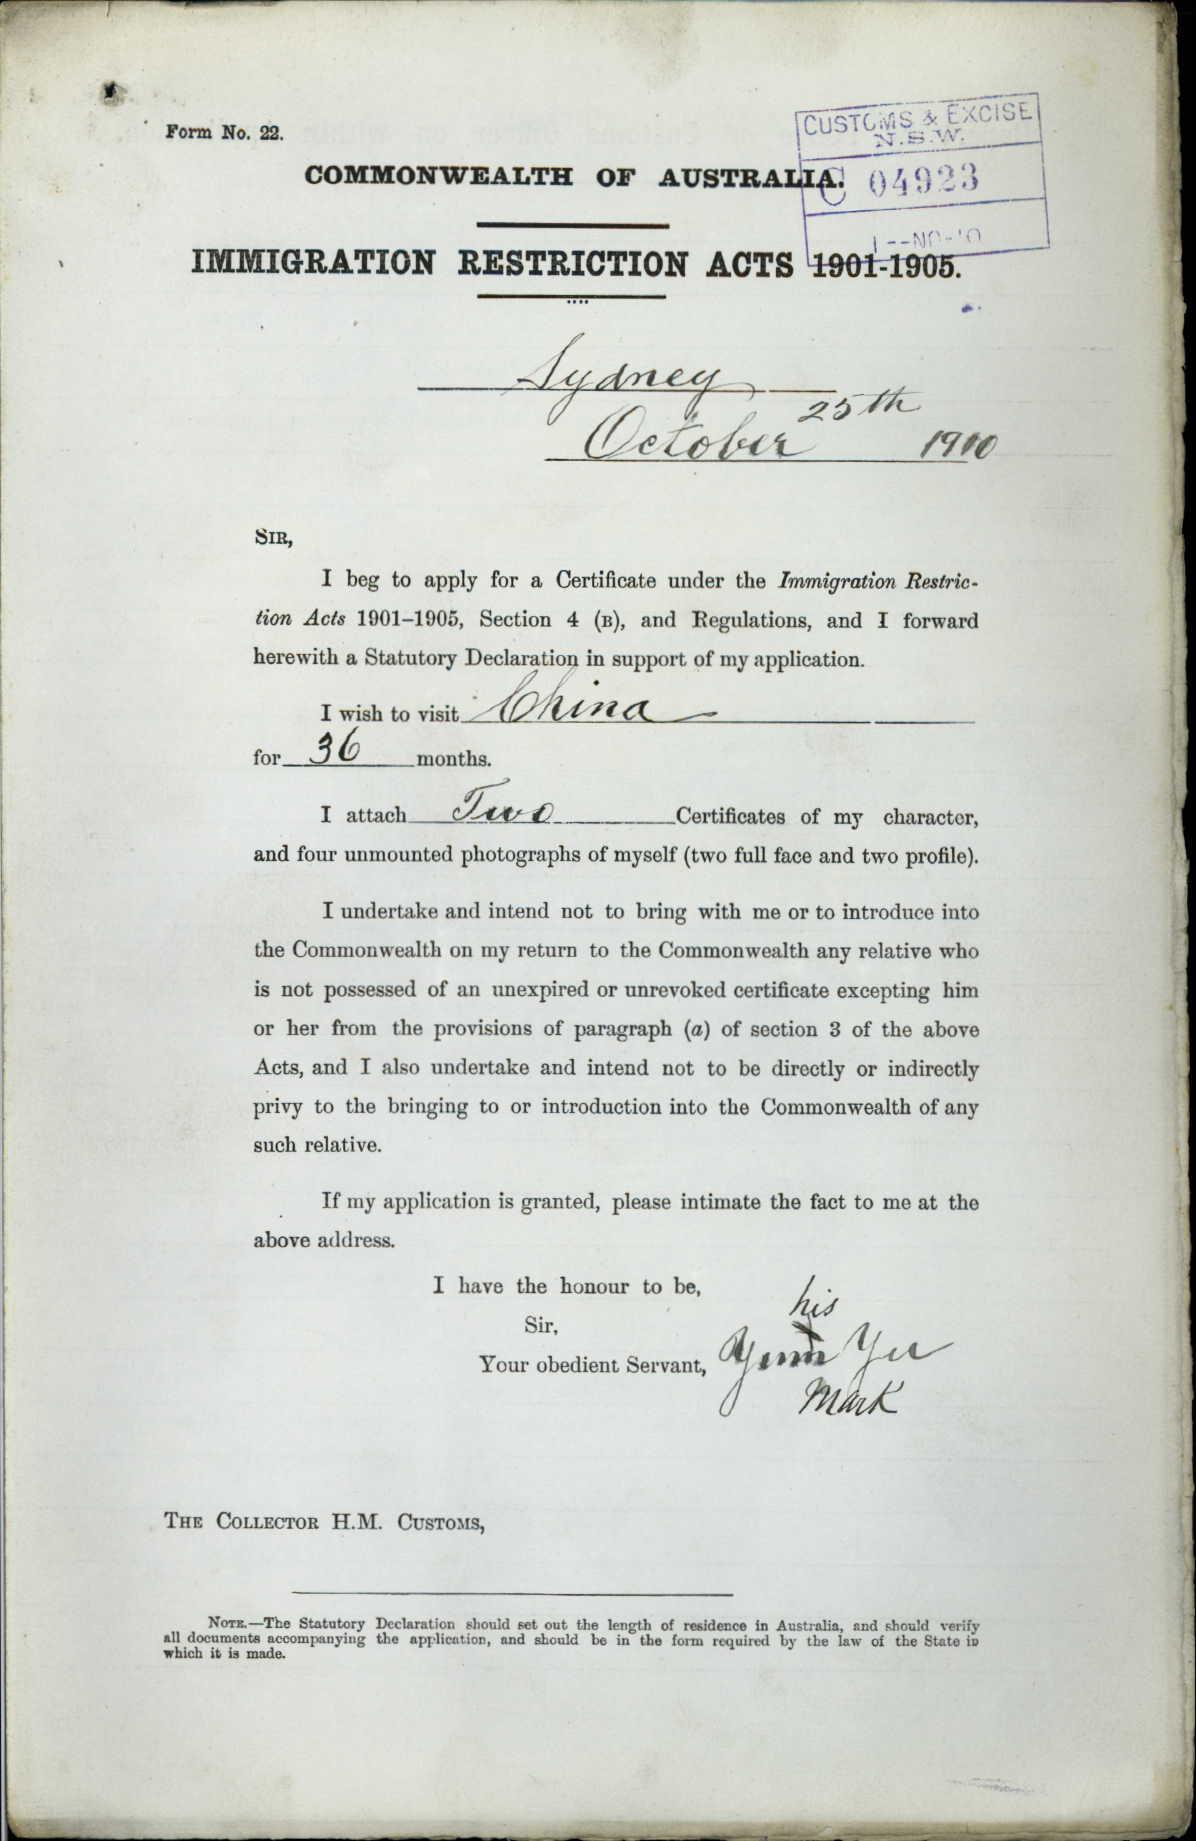 Form No. 22.
CUSTOMS & EXCISE
N.S.W.
C 04923
1--NO-10
COMMONWEALTH OF AUSTRALIA.
IMMIGRATION RESTRICTION ACTS 1901-1905.
Sydney
October 25th 1910
SIR,
I beg to apply for a Certificate under the Immigration Restric-
tion Acts 1901-1905, Section 4 (B), and Regulations, and I forward
herewith a Statutory Declaration in support of my application.
I wish to visit China
for 36 months.
I attach Two Certificates of my character,
and four unmounted photographs of myself (two full face and two profile).
I undertake and intend not to bring with me or to introduce into
the Commonwealth on my return to the Commonwealth any relative who
is not possessed of an unexpired or unrevoked certificate excepting him
or her from the provisions of paragraph (a) of section 3 of the above
Acts, and I also undertake and intend not to be directly or indirectly
privy to the bringing to or introduction into the Commonwealth of any
such relative.
If my application is granted, please intimate the fact to me at the
above address.
I have the honour to be,
Sir,
his
Your obedient Servant, Yum Yee
Mark
THE COLLECTOR H.M. CUSTOMS,
NOTE.—The Statutory Declaration should set out the length of residence in Australia, and should verify
all documents accompanying the application, and should be in the form required by the law of the State in
which it is made.